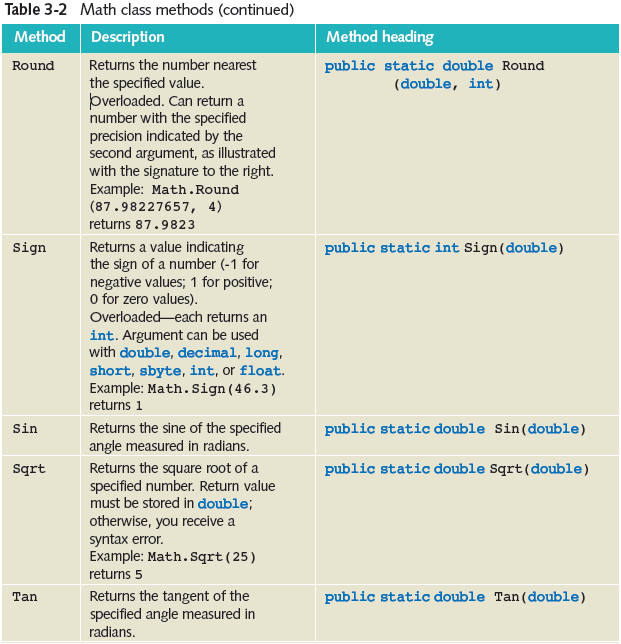 Table 3-2 Math class methods (continued)
Method Description Method heading
Round Returns the number nearest public static double Round
the specified value. (double, int)
Overloaded. Can return a
number with the specified
precision indicated by the
second argument, as illustrated
with the signature to the right.
Example: Math.Round
(87.98227657, 4)
returns 87.9823
Sign Returns a value indicating public static int Sign(double)
the sign of a number (-1 for
negative values; 1 for positive;
0 for zero values).
Overloaded—each returns an
int. Argument can be used
with double, decimal, long,
short, sbyte, int, or float.
Example: Math.Sign(46.3)
returns 1
Sin Returns the sine of the specified public static double Sin(double)
angle measured in radians.
Sqrt Returns the square root of a public static double Sqrt(double)
specified number. Return value
must be stored in double;
otherwise, you receive a
syntax error.
Example: Math.Sqrt(25)
returns 5
Tan Returns the tangent of the public static double Tan(double)
specified angle measured in
radians.